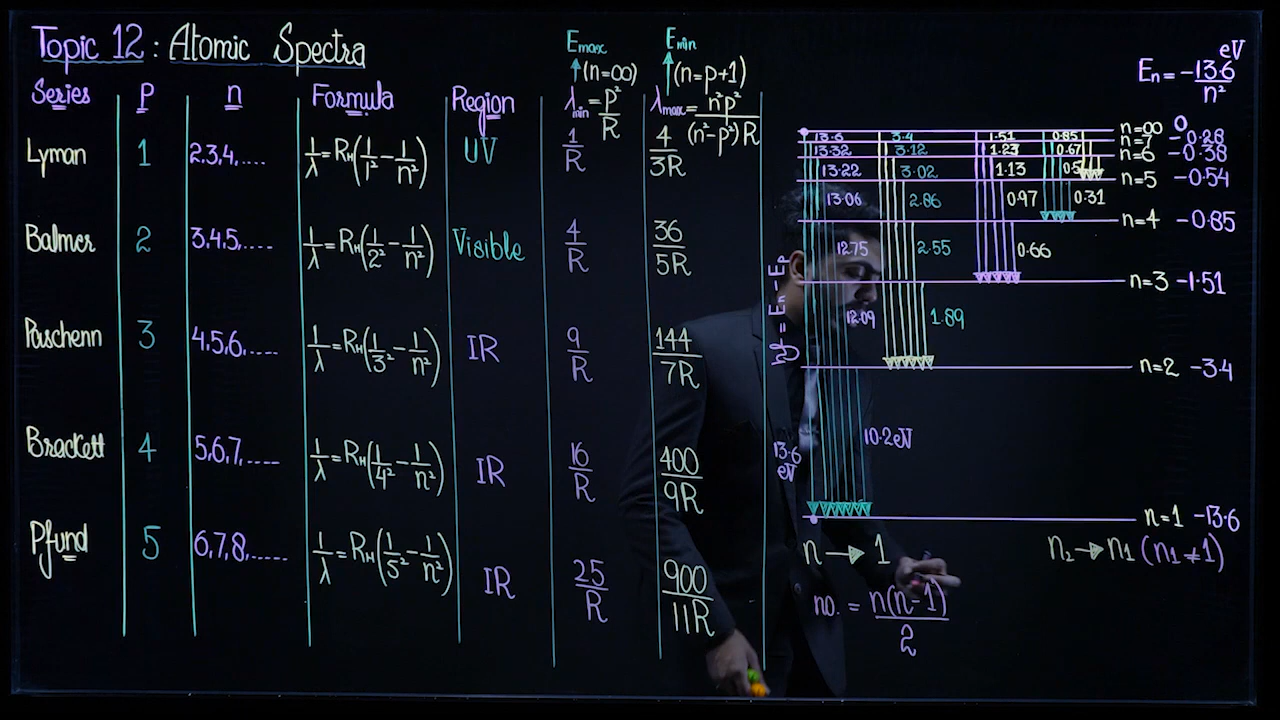 Topic 12 : Atomic Spectra
Series P n Formula Region
Emax (n=∞) λmin = P²/R
Emin (n=p+1) λmax = n²p²/(n²-p²)R
Lyman 1 2,3,4,.... 1/λ=RH(1/1²-1/n²) UV 1/R 4/3R
Balmer 2 3,4,5,.... 1/λ=RH(1/2²-1/n²) Visible 4/R 36/5R
Paschenn 3 4,5,6,..... 1/λ=RH(1/3²-1/n²) IR 9/R 144/7R
Brackett 4 5,6,7,..... 1/λ=RH(1/4²-1/n²) IR 16/R 400/9R
Pfund 5 6,7,8,...... 1/λ=RH(1/5²-1/n²) IR 25/R 900/11R
eV
En = -13.6/n²
13.6 3.4 1.51 0.85 n=∞ 0
13.32 3.12 1.23 0.67 n=7 -0.28
n=6 -0.38
13.22 3.02 1.13 n=5 -0.54
13.06 2.86 0.97 0.31 n=4 -0.85
12.75 2.55 0.66 n=3 -1.51
12.09 1.89 n=2 -3.4
hf = En - Ep
10.2eV
13.6 eV
n=1 -13.6
n → 1
n₂ → n₁ (n₁ ≠ 1)
no. = n(n-1)/2